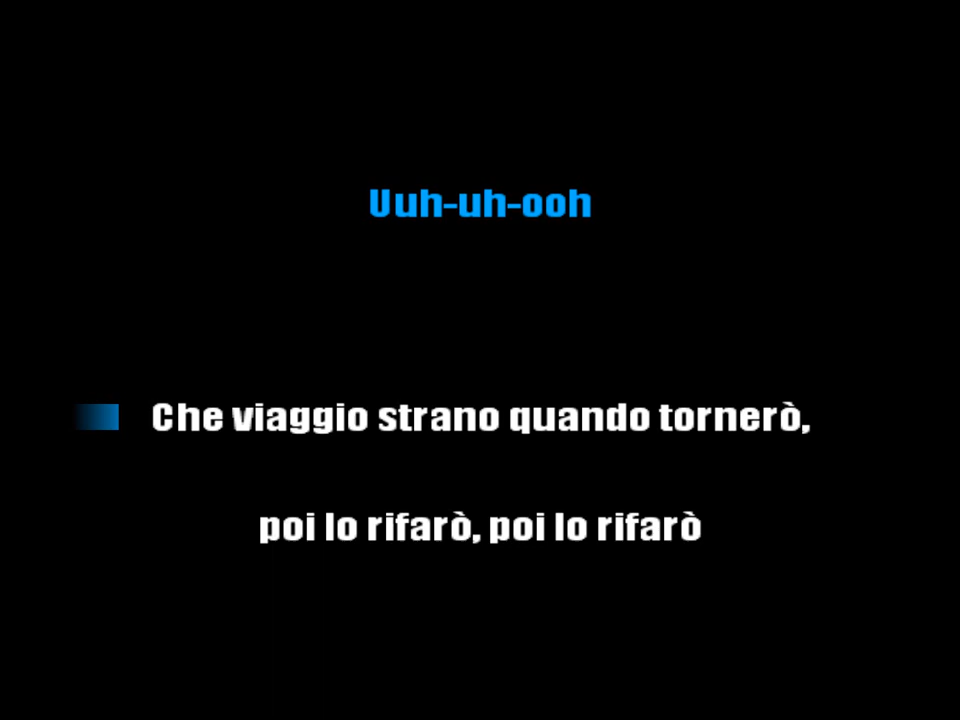 Uuh-uh-ooh
Che viaggio strano quando tornerò,
poi lo rifarò, poi lo rifarò